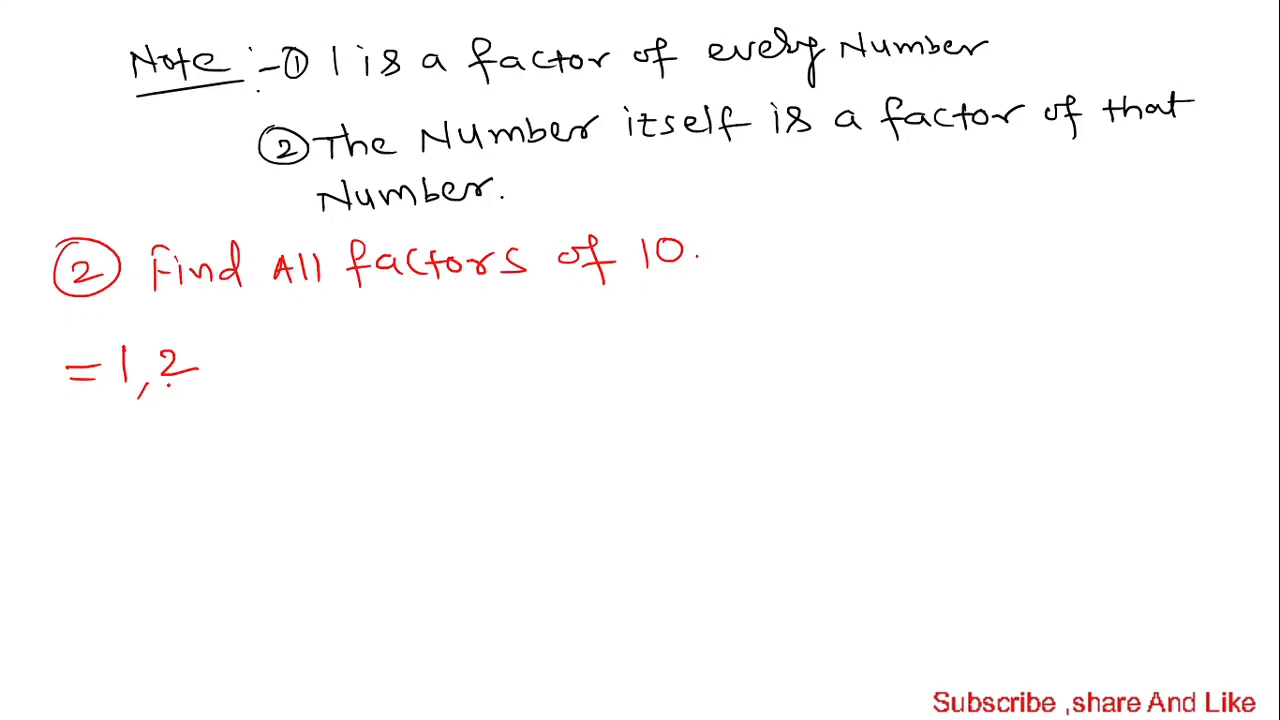 Note :- ① 1 is a factor of every Number
② The Number itself is a factor of that
Number.
② Find All factors of 10.
= 1, 2
Subscribe ,share And Like